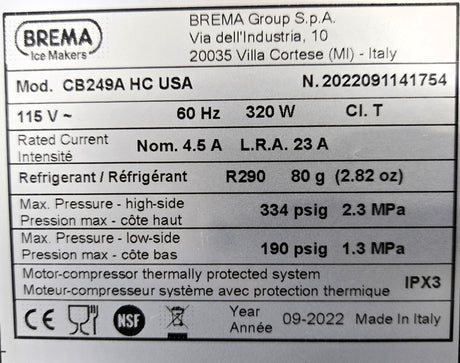 BREMA
Ice Makers
BREMA Group S.p.A.
Via dell'Industria, 10
20035 Villa Cortese (MI) - Italy
Mod. CB249A HC USA N. 2022091141754
115 V ~ 60 Hz 320 W Cl. T
Rated Current
Intensité
Nom. 4.5 A L.R.A. 23 A
Refrigerant / Réfrigérant R290 80 g (2.82 oz)
Max. Pressure - high-side
Pression max - côte haut
334 psig 2.3 MPa
Max. Pressure - low-side
Pression max - côte bas
190 psig 1.3 MPa
Motor-compressor thermally protected system
Moteur-compresseur système avec protection thermique
IPX3
CE NSF
Year
Année
09-2022 Made in Italy